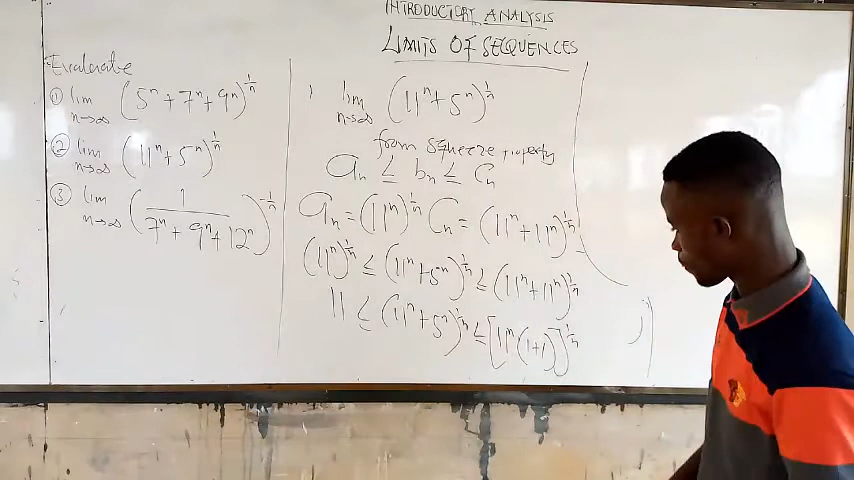 INTRODUCTORY ANALYSIS
LIMITS OF SEQUENCES
Evaluate
① lim n→∞ (5ⁿ + 7ⁿ + 9ⁿ)^(1/n)
② lim n→∞ (11ⁿ + 5ⁿ)^(1/n)
③ lim n→∞ (1/(7ⁿ + 9ⁿ + 12ⁿ))^(-1/n)
lim n→∞ (11ⁿ + 5ⁿ)^(1/n)
from squeeze property
aₙ ≤ bₙ ≤ cₙ
aₙ = (11ⁿ)^(1/n) cₙ = (11ⁿ + 11ⁿ)^(1/n)
(11ⁿ)^(1/n) ≤ (11ⁿ + 5ⁿ)^(1/n) ≤ (11ⁿ + 11ⁿ)^(1/n)
11 ≤ (11ⁿ + 5ⁿ)^(1/n) ≤ [11ⁿ(1+1)]^(1/n)